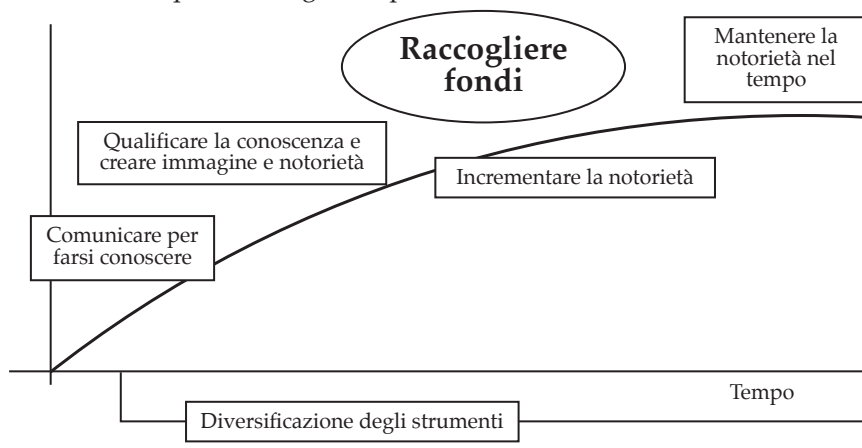 Raccogliere
fondi
Mantenere la
notorietà nel
tempo
Qualificare la conoscenza e
creare immagine e notorietà
Incrementare la notorietà
Comunicare per
farsi conoscere
Tempo
Diversificazione degli strumenti